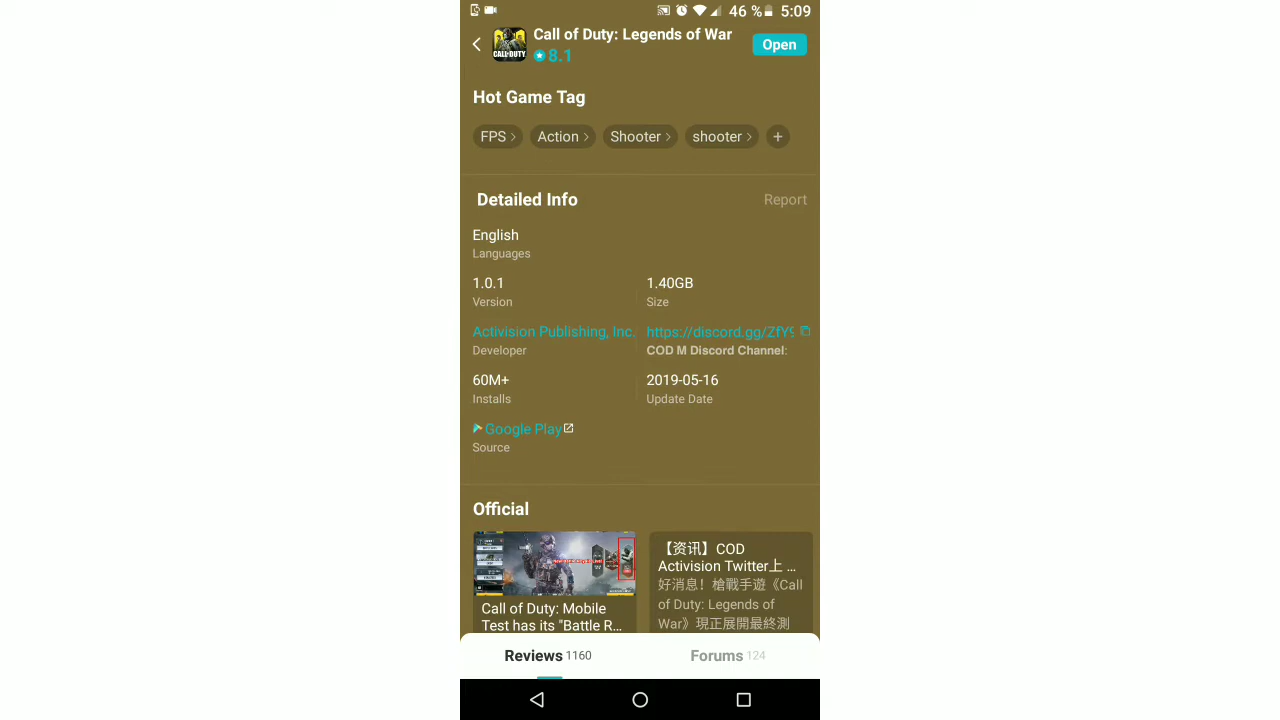 46 % 5:09
Call of Duty: Legends of War
8.1
Open
CALL OF DUTY
Hot Game Tag
FPS
Action
Shooter
shooter
+
Detailed Info
Report
English
Languages
1.0.1
Version
1.40GB
Size
Activision Publishing, Inc.
Developer
https://discord.gg/ZfY9
COD M Discord Channel:
60M+
Installs
2019-05-16
Update Date
Google Play
Source
Official
Call of Duty: Mobile
Test has its "Battle R...
【资讯】COD
Activision Twitter上 ...
好消息！槍戰手遊《Call
of Duty: Legends of
War》現正展開最終測
Reviews 1160
Forums 124